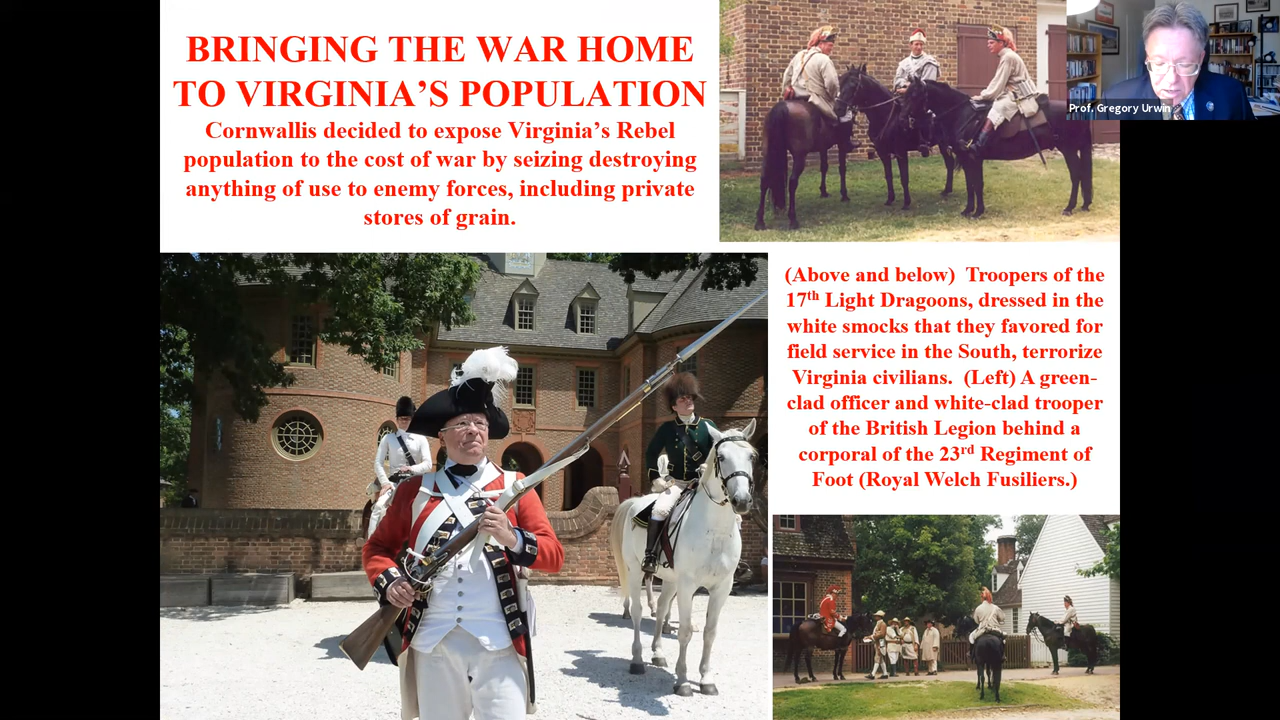 BRINGING THE WAR HOME
TO VIRGINIA'S POPULATION
Cornwallis decided to expose Virginia's Rebel
population to the cost of war by seizing destroying
anything of use to enemy forces, including private
stores of grain.
Prof. Gregory Urwin
(Above and below) Troopers of the
17th Light Dragoons, dressed in the
white smocks that they favored for
field service in the South, terrorize
Virginia civilians. (Left) A green-
clad officer and white-clad trooper
of the British Legion behind a
corporal of the 23rd Regiment of
Foot (Royal Welch Fusiliers.)